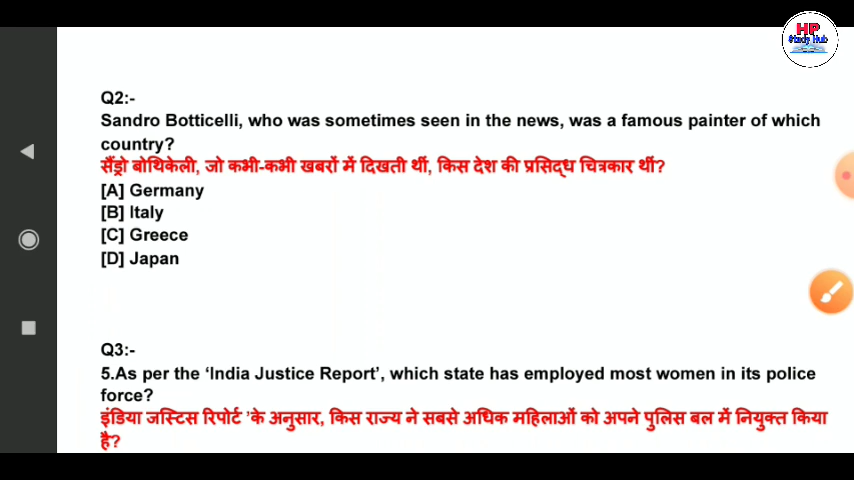 HP
Study Hub
Q2:-
Sandro Botticelli, who was sometimes seen in the news, was a famous painter of which
country?
सैंड्रो बोथिकेली, जो कभी-कभी खबरों में दिखती थीं, किस देश की प्रसिद्ध चित्रकार थीं?
[A] Germany
[B] Italy
[C] Greece
[D] Japan
Q3:-
5.As per the ‘India Justice Report’, which state has employed most women in its police
force?
इंडिया जस्टिस रिपोर्ट ’के अनुसार, किस राज्य ने सबसे अधिक महिलाओं को अपने पुलिस बल में नियुक्त किया
है?